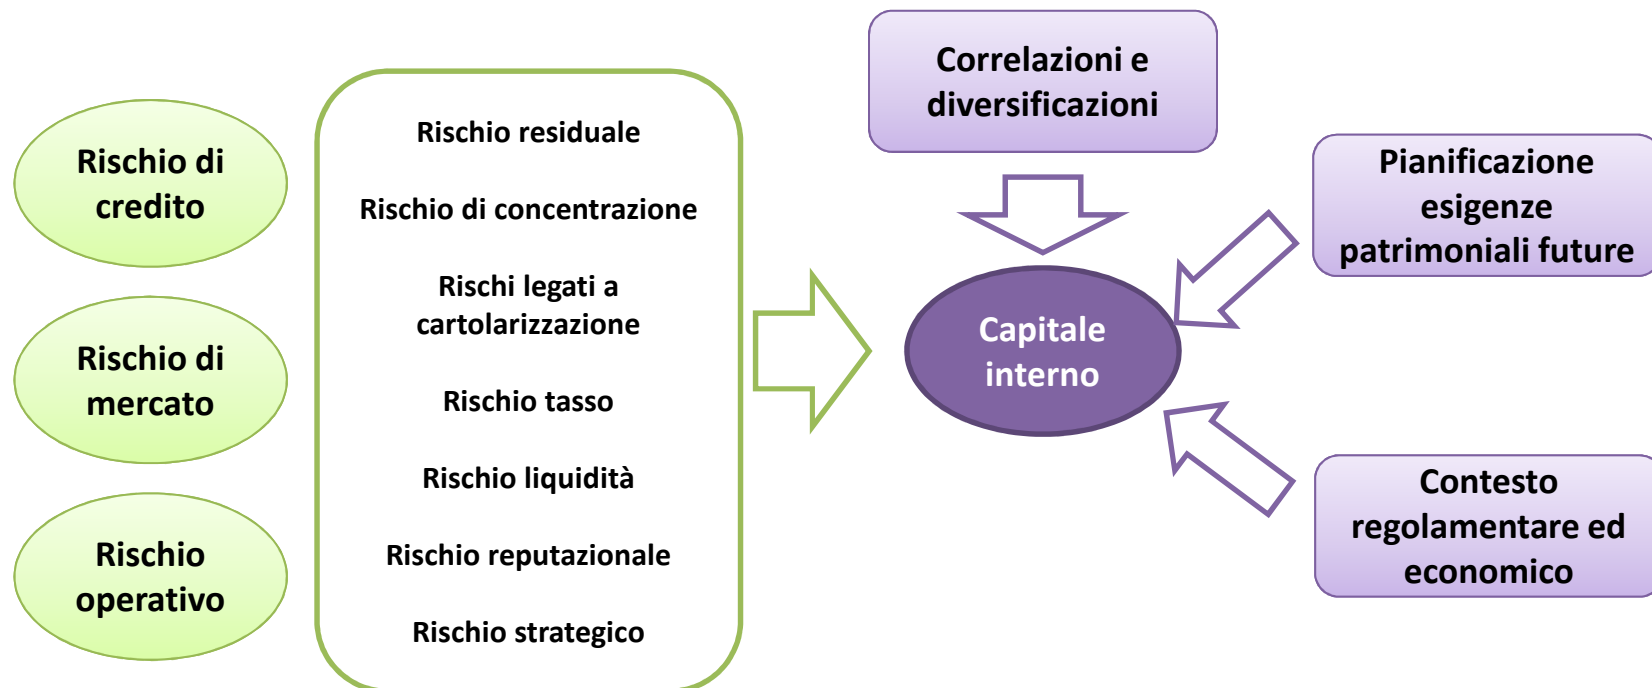 Rischio di
credito
Rischio di
mercato
Rischio
operativo
Rischio residuale
Rischio di concentrazione
Rischi legati a
cartolarizzazione
Rischio tasso
Rischio liquidità
Rischio reputazionale
Rischio strategico
Correlazioni e
diversificazioni
Capitale
interno
Pianificazione
esigenze
patrimoniali future
Contesto
regolamentare ed
economico